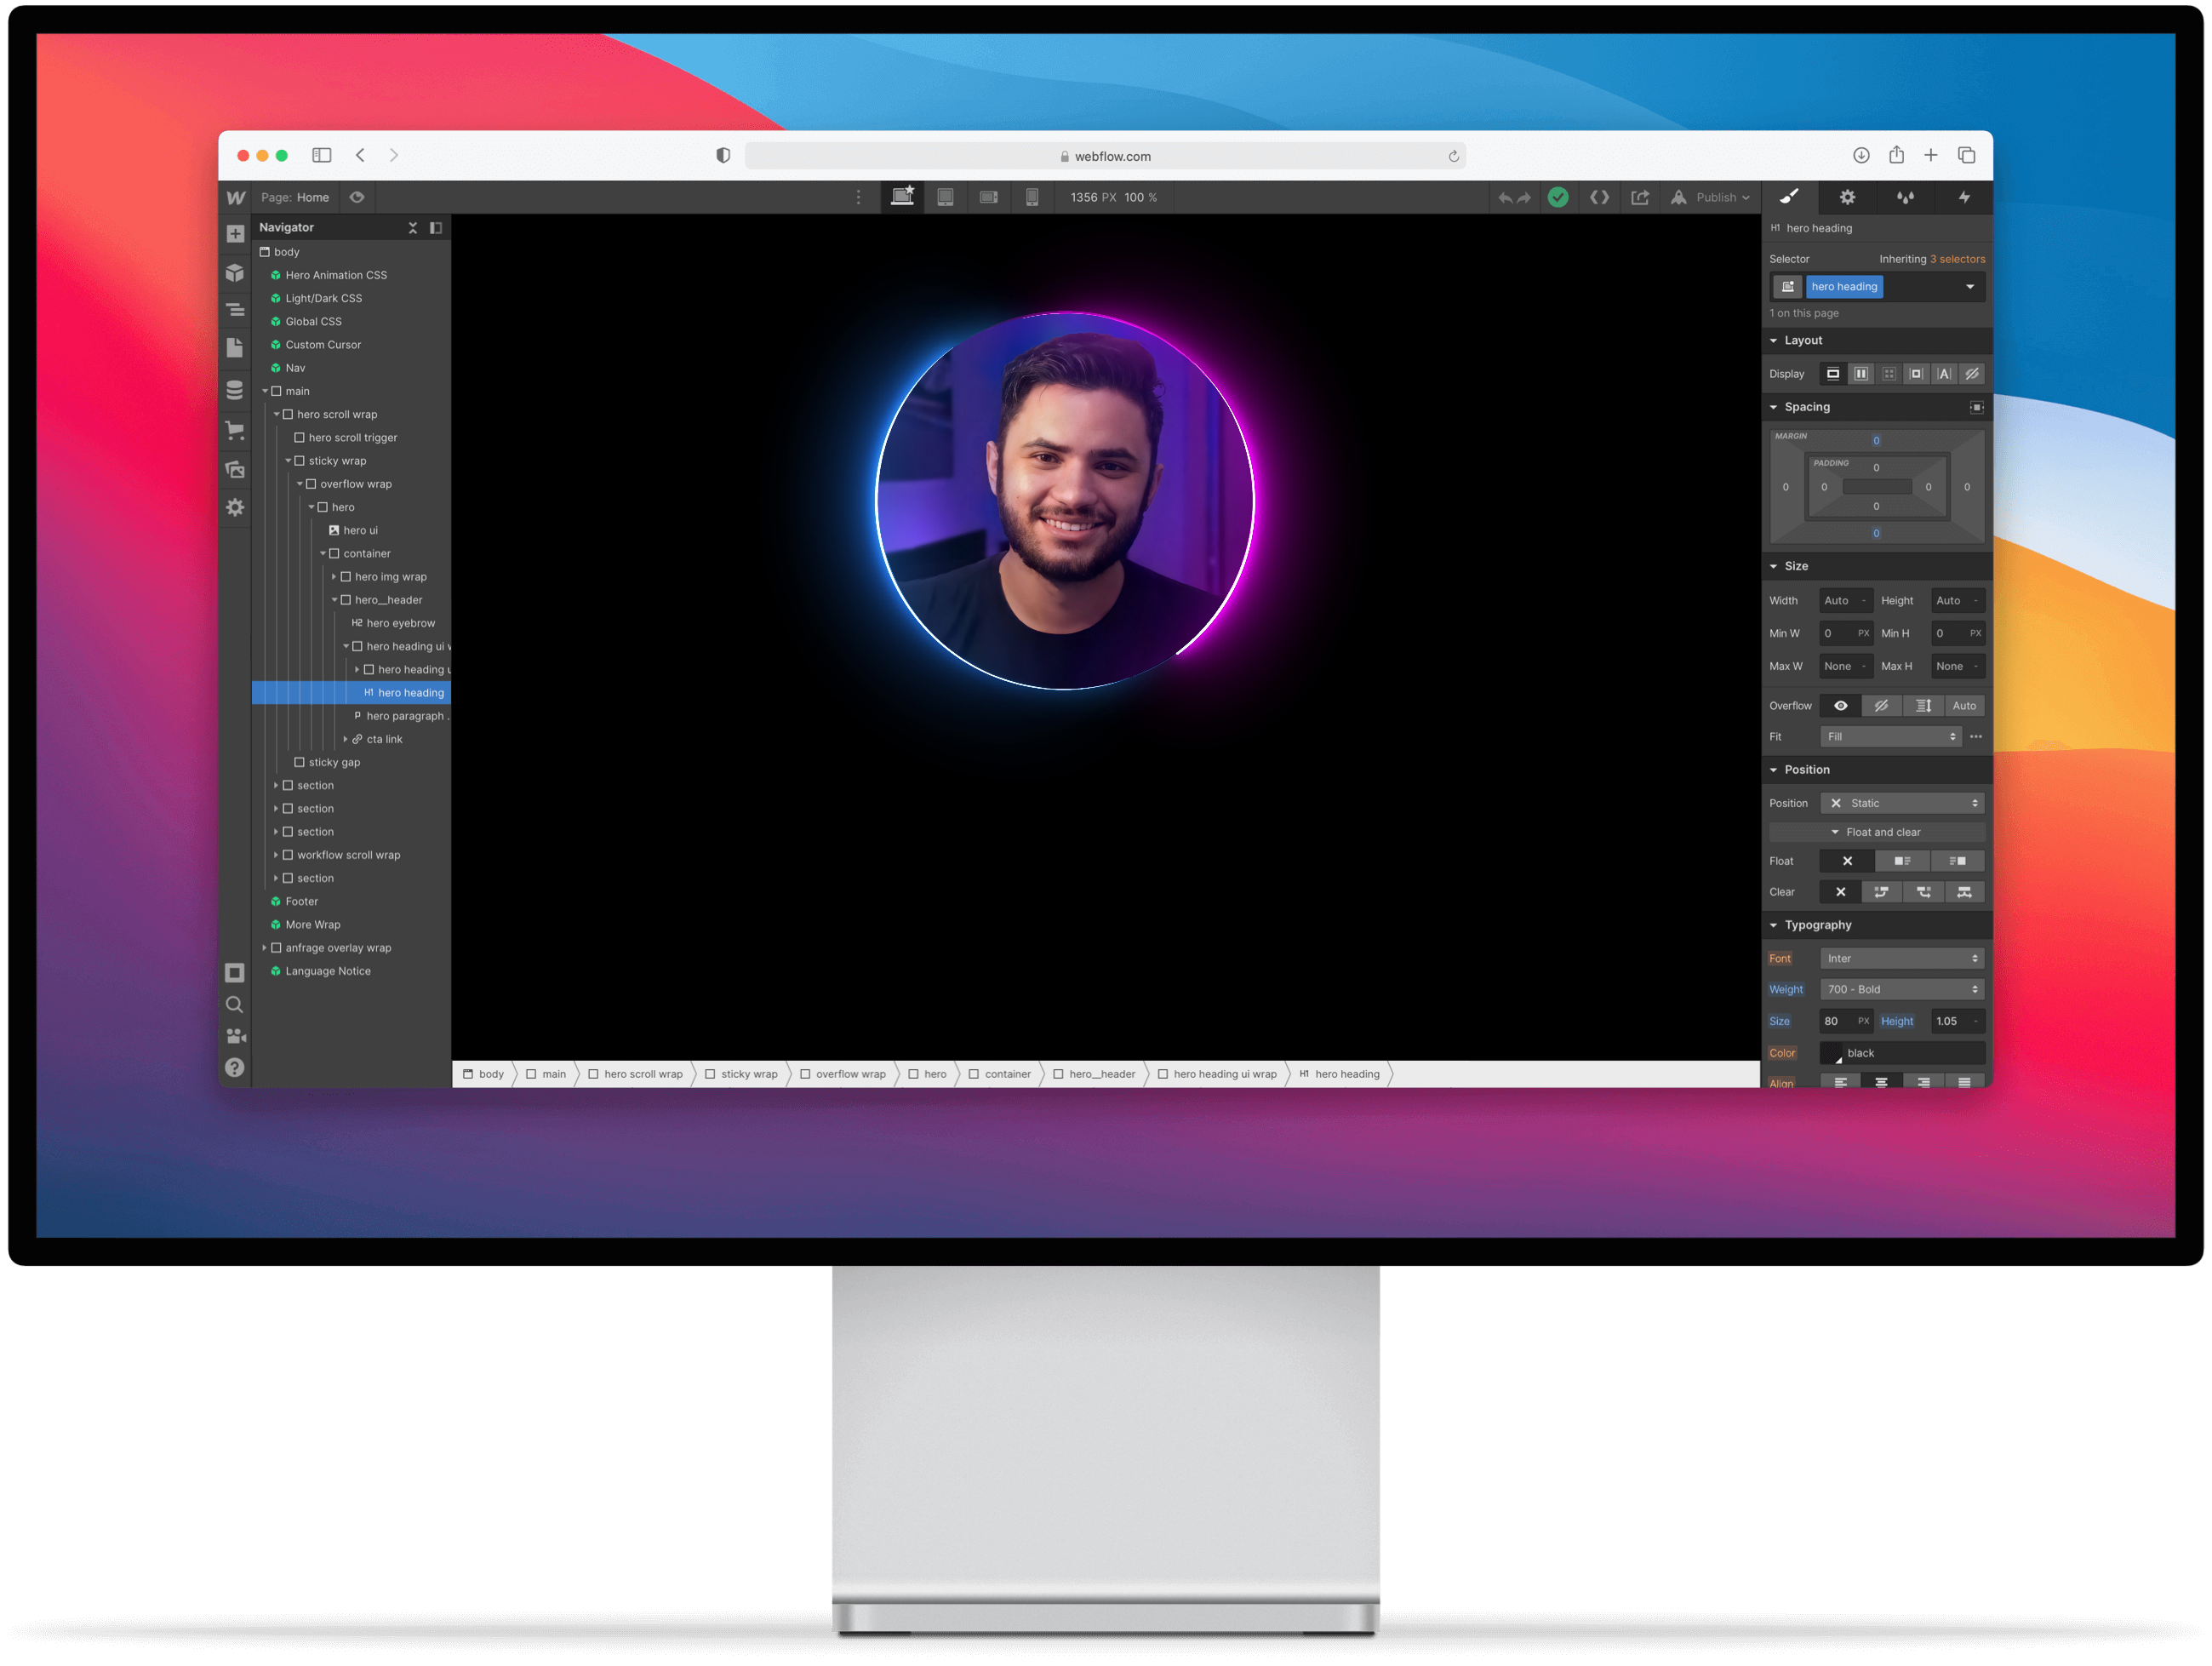 webflow.com
Page: Home
1356 PX 100 %
Publish
Navigator
body
Hero Animation CSS
Light/Dark CSS
Global CSS
Custom Cursor
Nav
main
hero scroll wrap
hero scroll trigger
sticky wrap
overflow wrap
hero
hero ui
container
hero img wrap
hero__header
H2 hero eyebrow
hero heading ui
hero heading
H1 hero heading
P hero paragraph
cta link
sticky gap
section
section
section
workflow scroll wrap
section
Footer
More Wrap
anfrage overlay wrap
Language Notice
body main hero scroll wrap sticky wrap overflow wrap hero container hero__header hero heading ui wrap H1 hero heading
H1 hero heading
Selector Inheriting 3 selectors
hero heading
1 on this page
Layout
Display
Spacing
MARGIN
0
PADDING
0
0 0 0 0
0
0
Size
Width Auto - Height Auto -
Min W 0 PX Min H 0 PX
Max W None - Max H None -
Overflow Auto
Fit Fill
Position
Position Static
Float and clear
Float
Clear
Typography
Font Inter
Weight 700 - Bold
Size 80 PX Height 1.05 -
Color black
Align